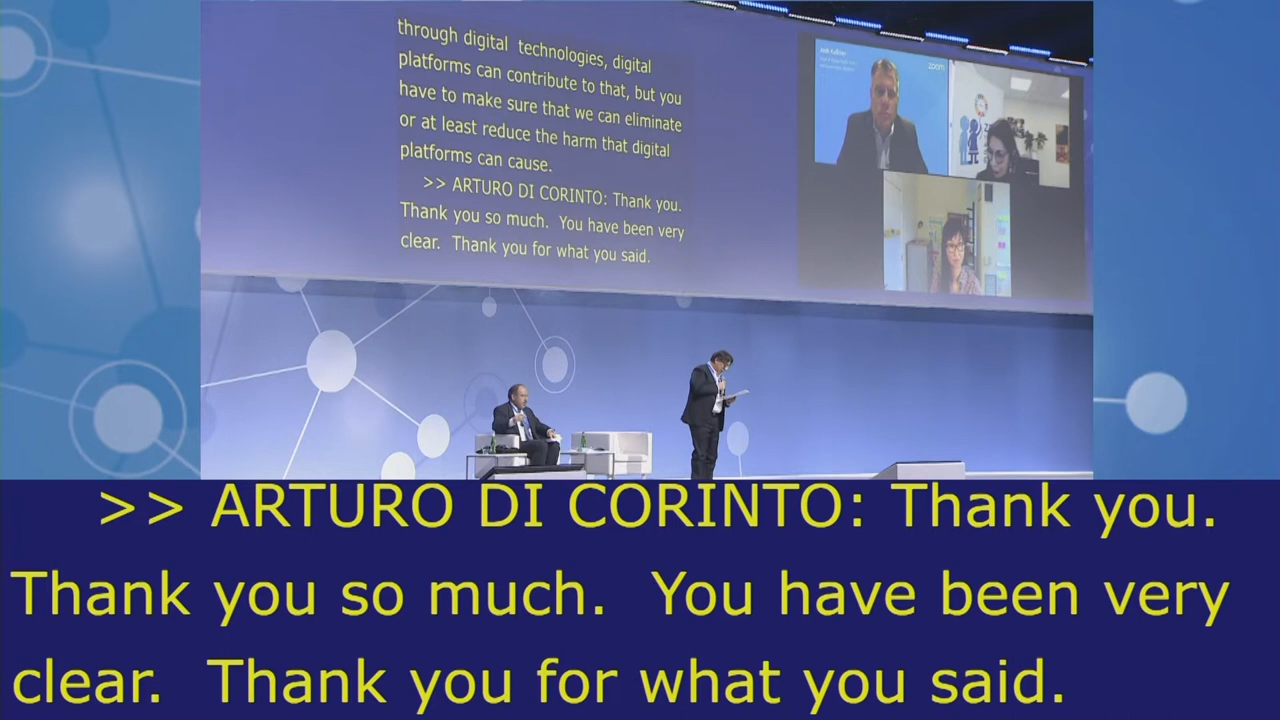 through digital  technologies, digital
platforms can contribute to that, but you
have to make sure that we can eliminate
or at least reduce the harm that digital
platforms can cause.
>> ARTURO DI CORINTO: Thank you.
Thank you so much.  You have been very
clear.  Thank you for what you said.
zoom
>> ARTURO DI CORINTO: Thank you.
Thank you so much.  You have been very
clear.  Thank you for what you said.